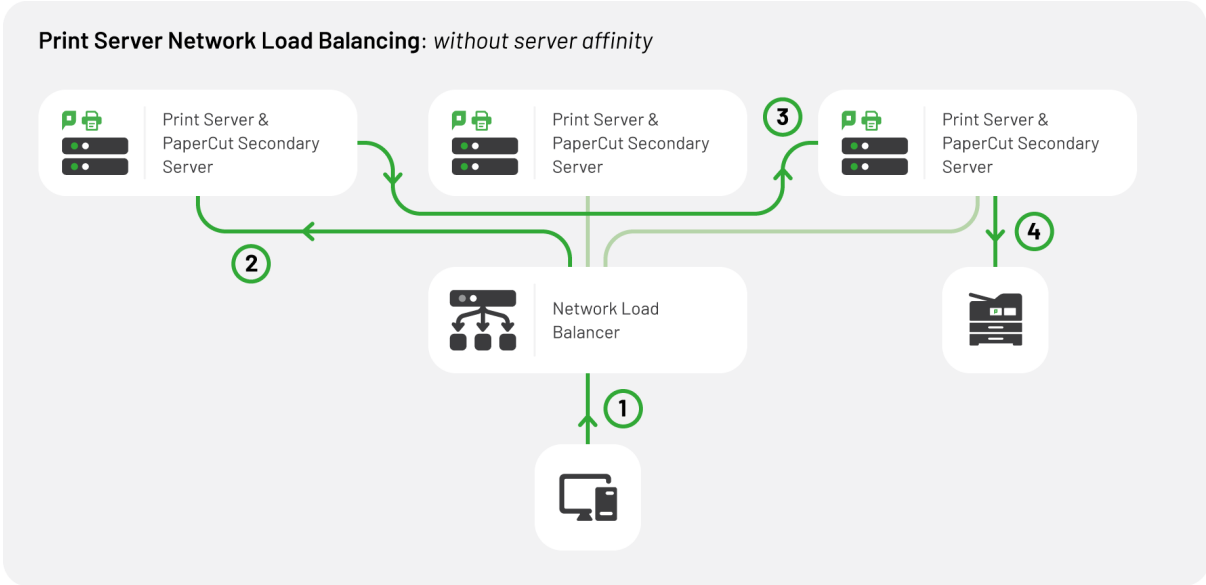 Print Server Network Load Balancing: without server affinity
Print Server &
PaperCut Secondary
Server
Print Server &
PaperCut Secondary
Server
3
Print Server &
PaperCut Secondary
Server
2
4
Network Load
Balancer
1